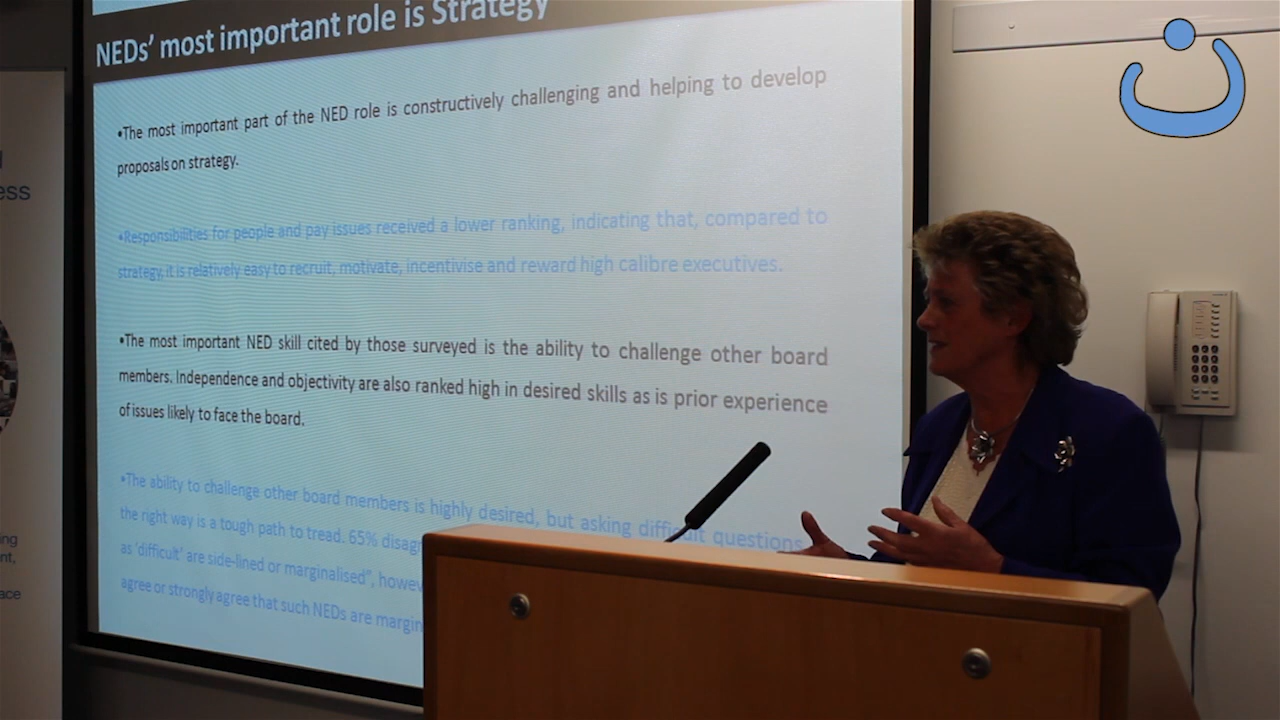 NEDs' most important role is Strategy
•The most important part of the NED role is constructively challenging and helping to develop
proposals on strategy.
•Responsibilities for people and pay issues received a lower ranking, indicating that, compared to
strategy, it is relatively easy to recruit, motivate, incentivise and reward high calibre executives.
•The most important NED skill cited by those surveyed is the ability to challenge other board
members. Independence and objectivity are also ranked high in desired skills as is prior experience
of issues likely to face the board.
•The ability to challenge other board members is highly desired, but asking difficult questions
the right way is a tough path to tread. 65% disag
as 'difficult' are side-lined or marginalised", howev
agree or strongly agree that such NEDs are margin
ess
ing
nt,
ace
ن